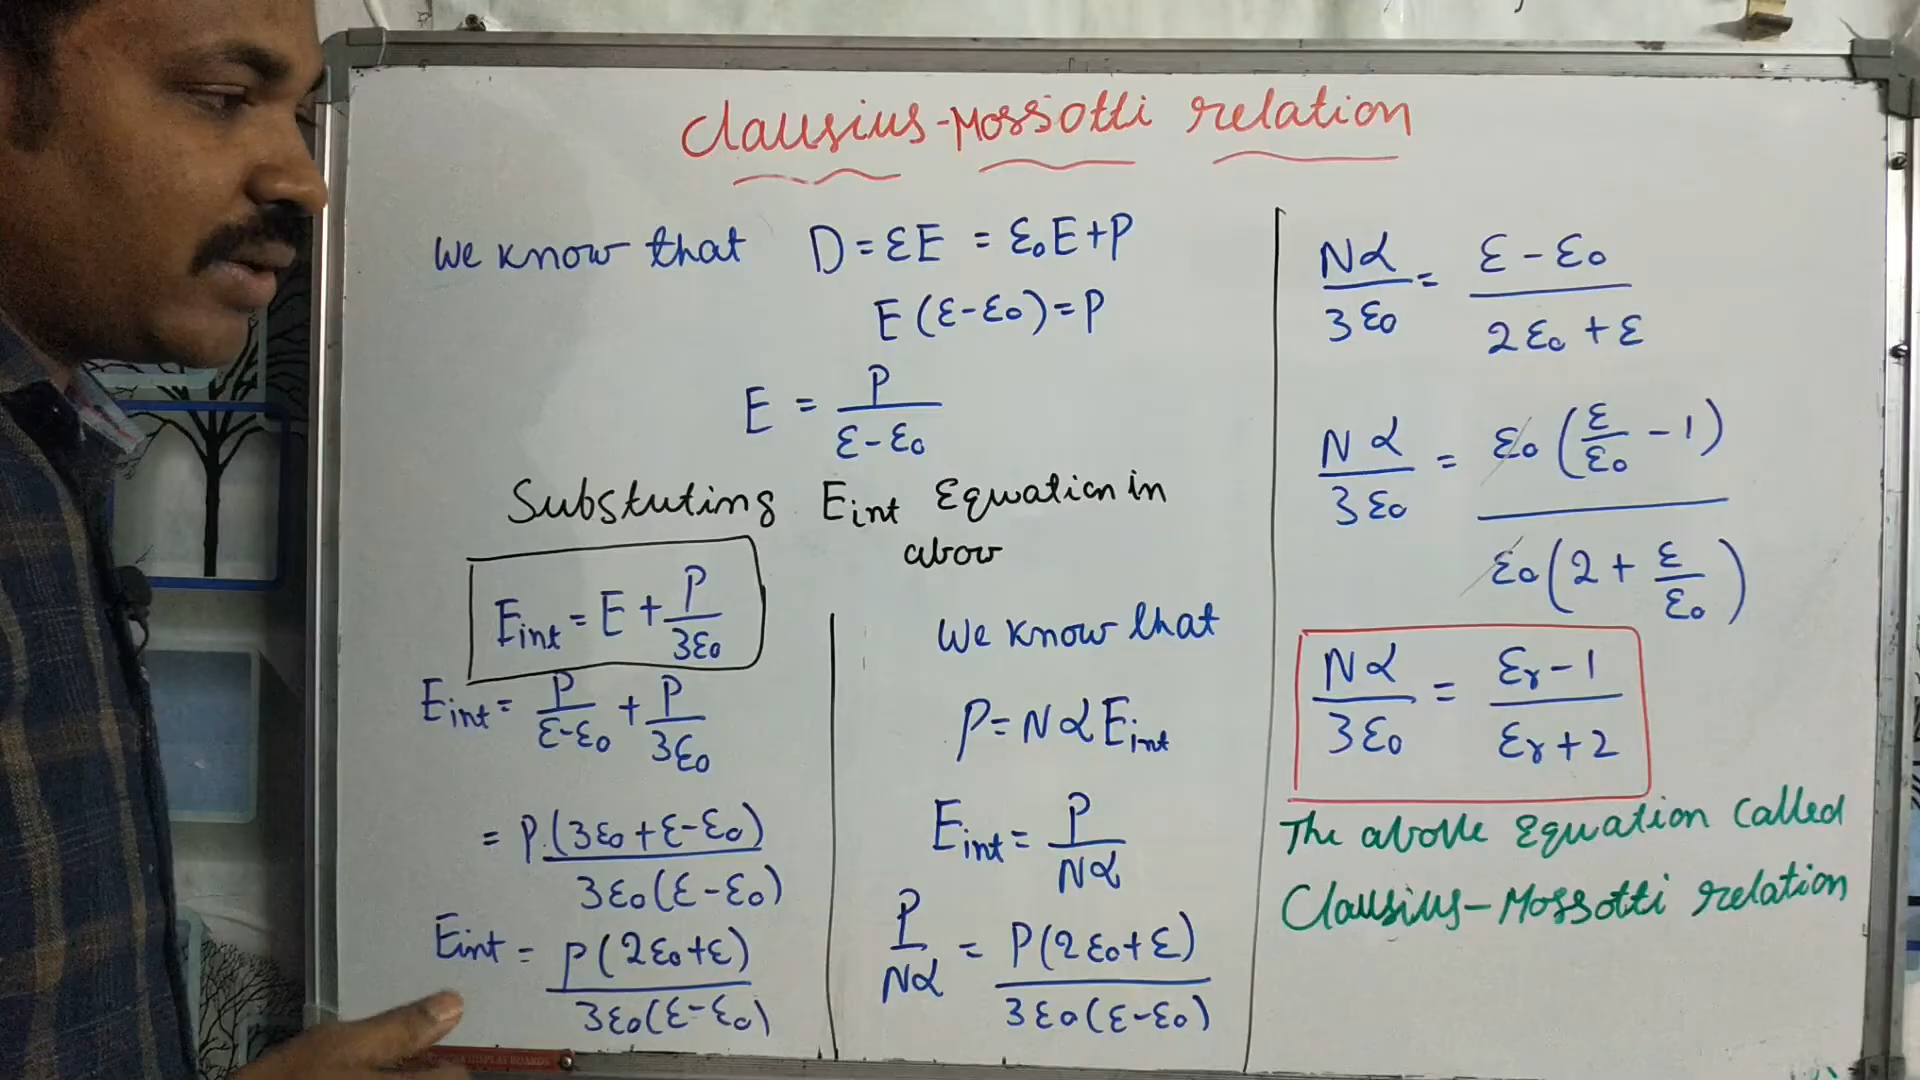 Clausius-Mossotti relation
We know that D = εE = ε₀E+P
E(ε-ε₀)=P
E = P/(ε-ε₀)
Substuting Eint Equation in
abov
Eint = E + P/3ε₀
Eint = P/(ε-ε₀) + P/3ε₀
= P.(3ε₀+ε-ε₀)/3ε₀(ε-ε₀)
Eint = P(2ε₀+ε)/3ε₀(ε-ε₀)
We know that
P=NαEint
Eint = P/Nα
P/Nα = P(2ε₀+ε)/3ε₀(ε-ε₀)
Nα/3ε₀ = (ε-ε₀)/(2ε₀+ε)
Nα/3ε₀ = ε₀(ε/ε₀ - 1)/ε₀(2+ε/ε₀)
Nα/3ε₀ = (εr-1)/(εr+2)
The above Equation called
Clausius-Mossotti relation